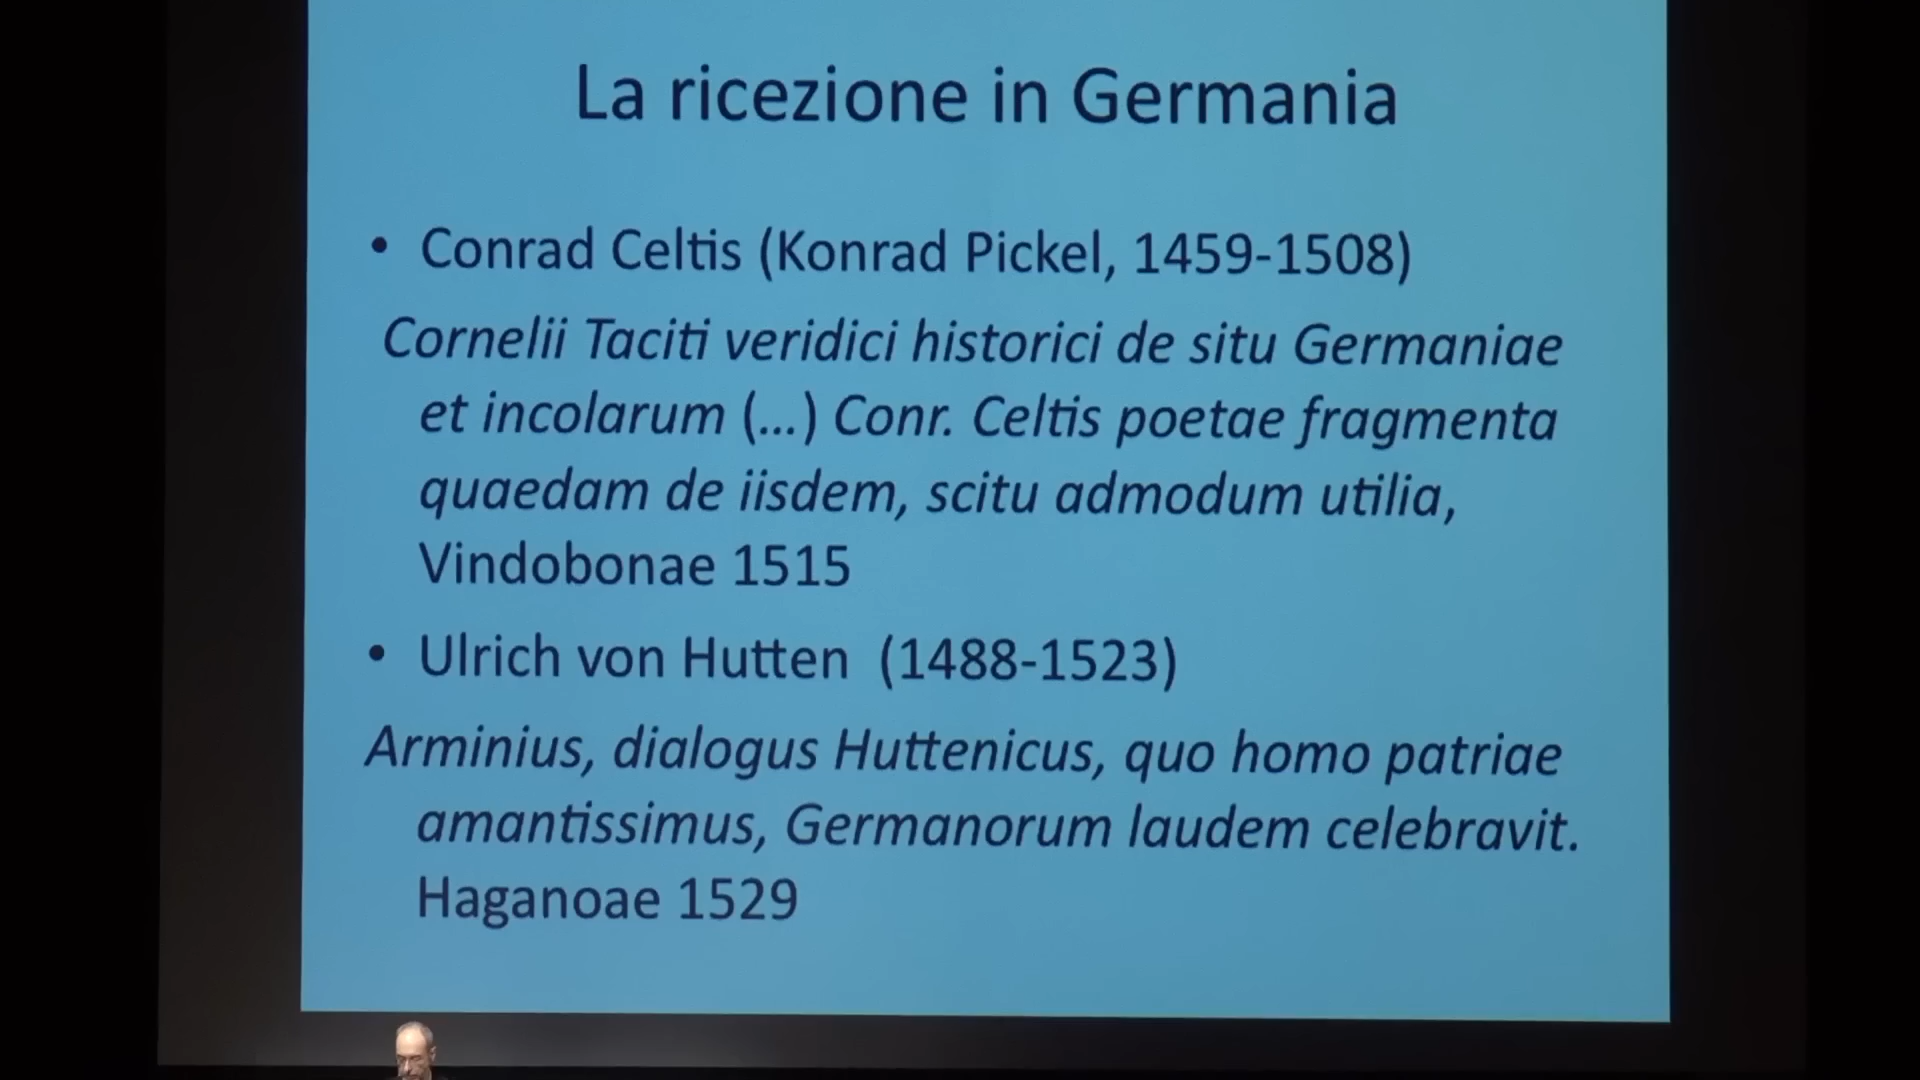 La ricezione in Germania
• Conrad Celtis (Konrad Pickel, 1459-1508)
Cornelii Taciti veridici historici de situ Germaniae
et incolarum (...) Conr. Celtis poetae fragmenta
quaedam de iisdem, scitu admodum utilia,
Vindobonae 1515
• Ulrich von Hutten (1488-1523)
Arminius, dialogus Huttenicus, quo homo patriae
amantissimus, Germanorum laudem celebravit.
Haganoae 1529